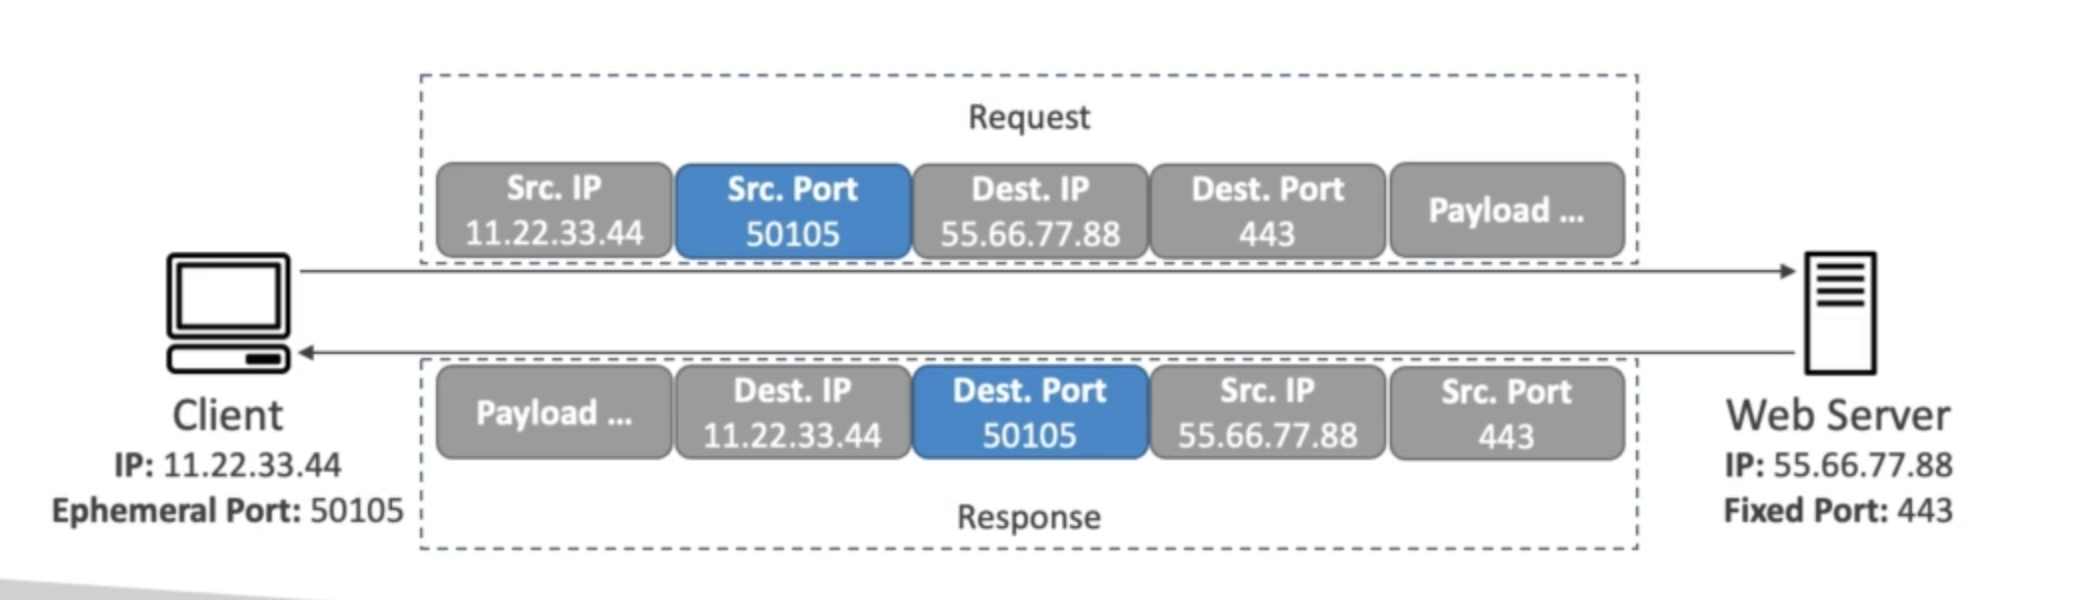 Request
Src. IP
11.22.33.44
Src. Port
50105
Dest. IP
55.66.77.88
Dest. Port
443
Payload ...
Payload ...
Dest. IP
11.22.33.44
Dest. Port
50105
Src. IP
55.66.77.88
Src. Port
443
Response
Client
IP: 11.22.33.44
Ephemeral Port: 50105
Web Server
IP: 55.66.77.88
Fixed Port: 443